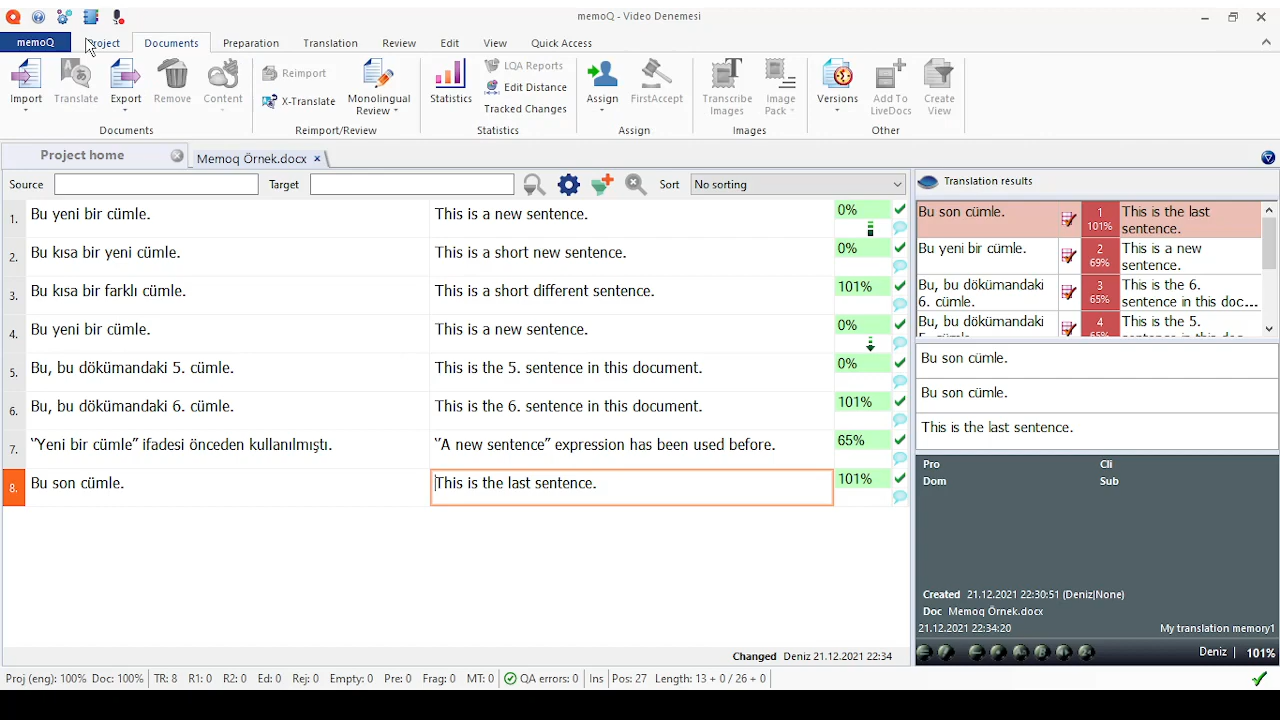 memoQ - Video Denemesi
memoQ
Project
Documents
Preparation
Translation
Review
Edit
View
Quick Access
Import
Translate
Export
Remove
Content
Documents
Reimport
X-Translate
Monolingual
Review
Reimport/Review
Statistics
LQA Reports
Edit Distance
Tracked Changes
Statistics
Assign
FirstAccept
Assign
Transcribe
Images
Image
Pack
Images
Versions
Add To
LiveDocs
Create
View
Other
Project home
Memoq Örnek.docx
Source
Target
Sort
No sorting
1. Bu yeni bir cümle. This is a new sentence. 0%
2. Bu kısa bir yeni cümle. This is a short new sentence. 0%
3. Bu kısa bir farklı cümle. This is a short different sentence. 101%
4. Bu yeni bir cümle. This is a new sentence. 0%
5. Bu, bu dökümandaki 5. cümle. This is the 5. sentence in this document. 0%
6. Bu, bu dökümandaki 6. cümle. This is the 6. sentence in this document. 101%
7. “Yeni bir cümle” ifadesi önceden kullanılmıştı. “A new sentence” expression has been used before. 65%
8. Bu son cümle. This is the last sentence. 101%
Changed Deniz 21.12.2021 22:34
Translation results
Bu son cümle. 1 This is the last
101% sentence.
Bu yeni bir cümle. 2 This is a new
69% sentence.
Bu, bu dökümandaki 3 This is the 6.
6. cümle. 65% sentence in this doc...
Bu, bu dökümandaki 4 This is the 5.
Bu son cümle.
Bu son cümle.
This is the last sentence.
Pro Cli
Dom Sub
Created 21.12.2021 22:30:51 (Deniz|None)
Doc Memoq Örnek.docx
21.12.2021 22:34:20 My translation memory1
Deniz 101%
Proj (eng): 100% Doc: 100% TR: 8 R1: 0 R2: 0 Ed: 0 Rej: 0 Empty: 0 Pre: 0 Frag: 0 MT: 0 QA errors: 0 Ins Pos: 27 Length: 13 + 0 / 26 + 0